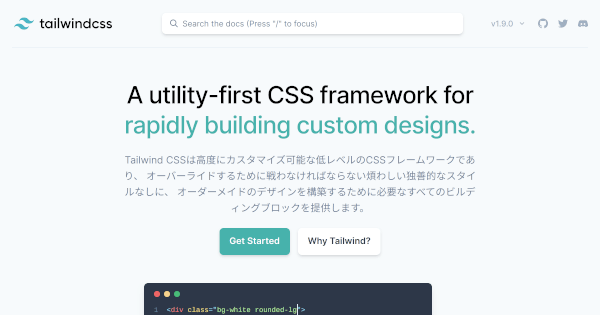 tailwindcss
Search the docs (Press "/" to focus)
v1.9.0
A utility-first CSS framework for
rapidly building custom designs.
Tailwind CSSは高度にカスタマイズ可能な低レベルのCSSフレームワークであ
り、 オーバーライドするために戦わなければならない煩わしい独善的なスタイ
ルなしに、 オーダーメイドのデザインを構築するために必要なすべてのビルデ
ィングブロックを提供します。
Get Started
Why Tailwind?
1 <div class="bg-white rounded-lg">